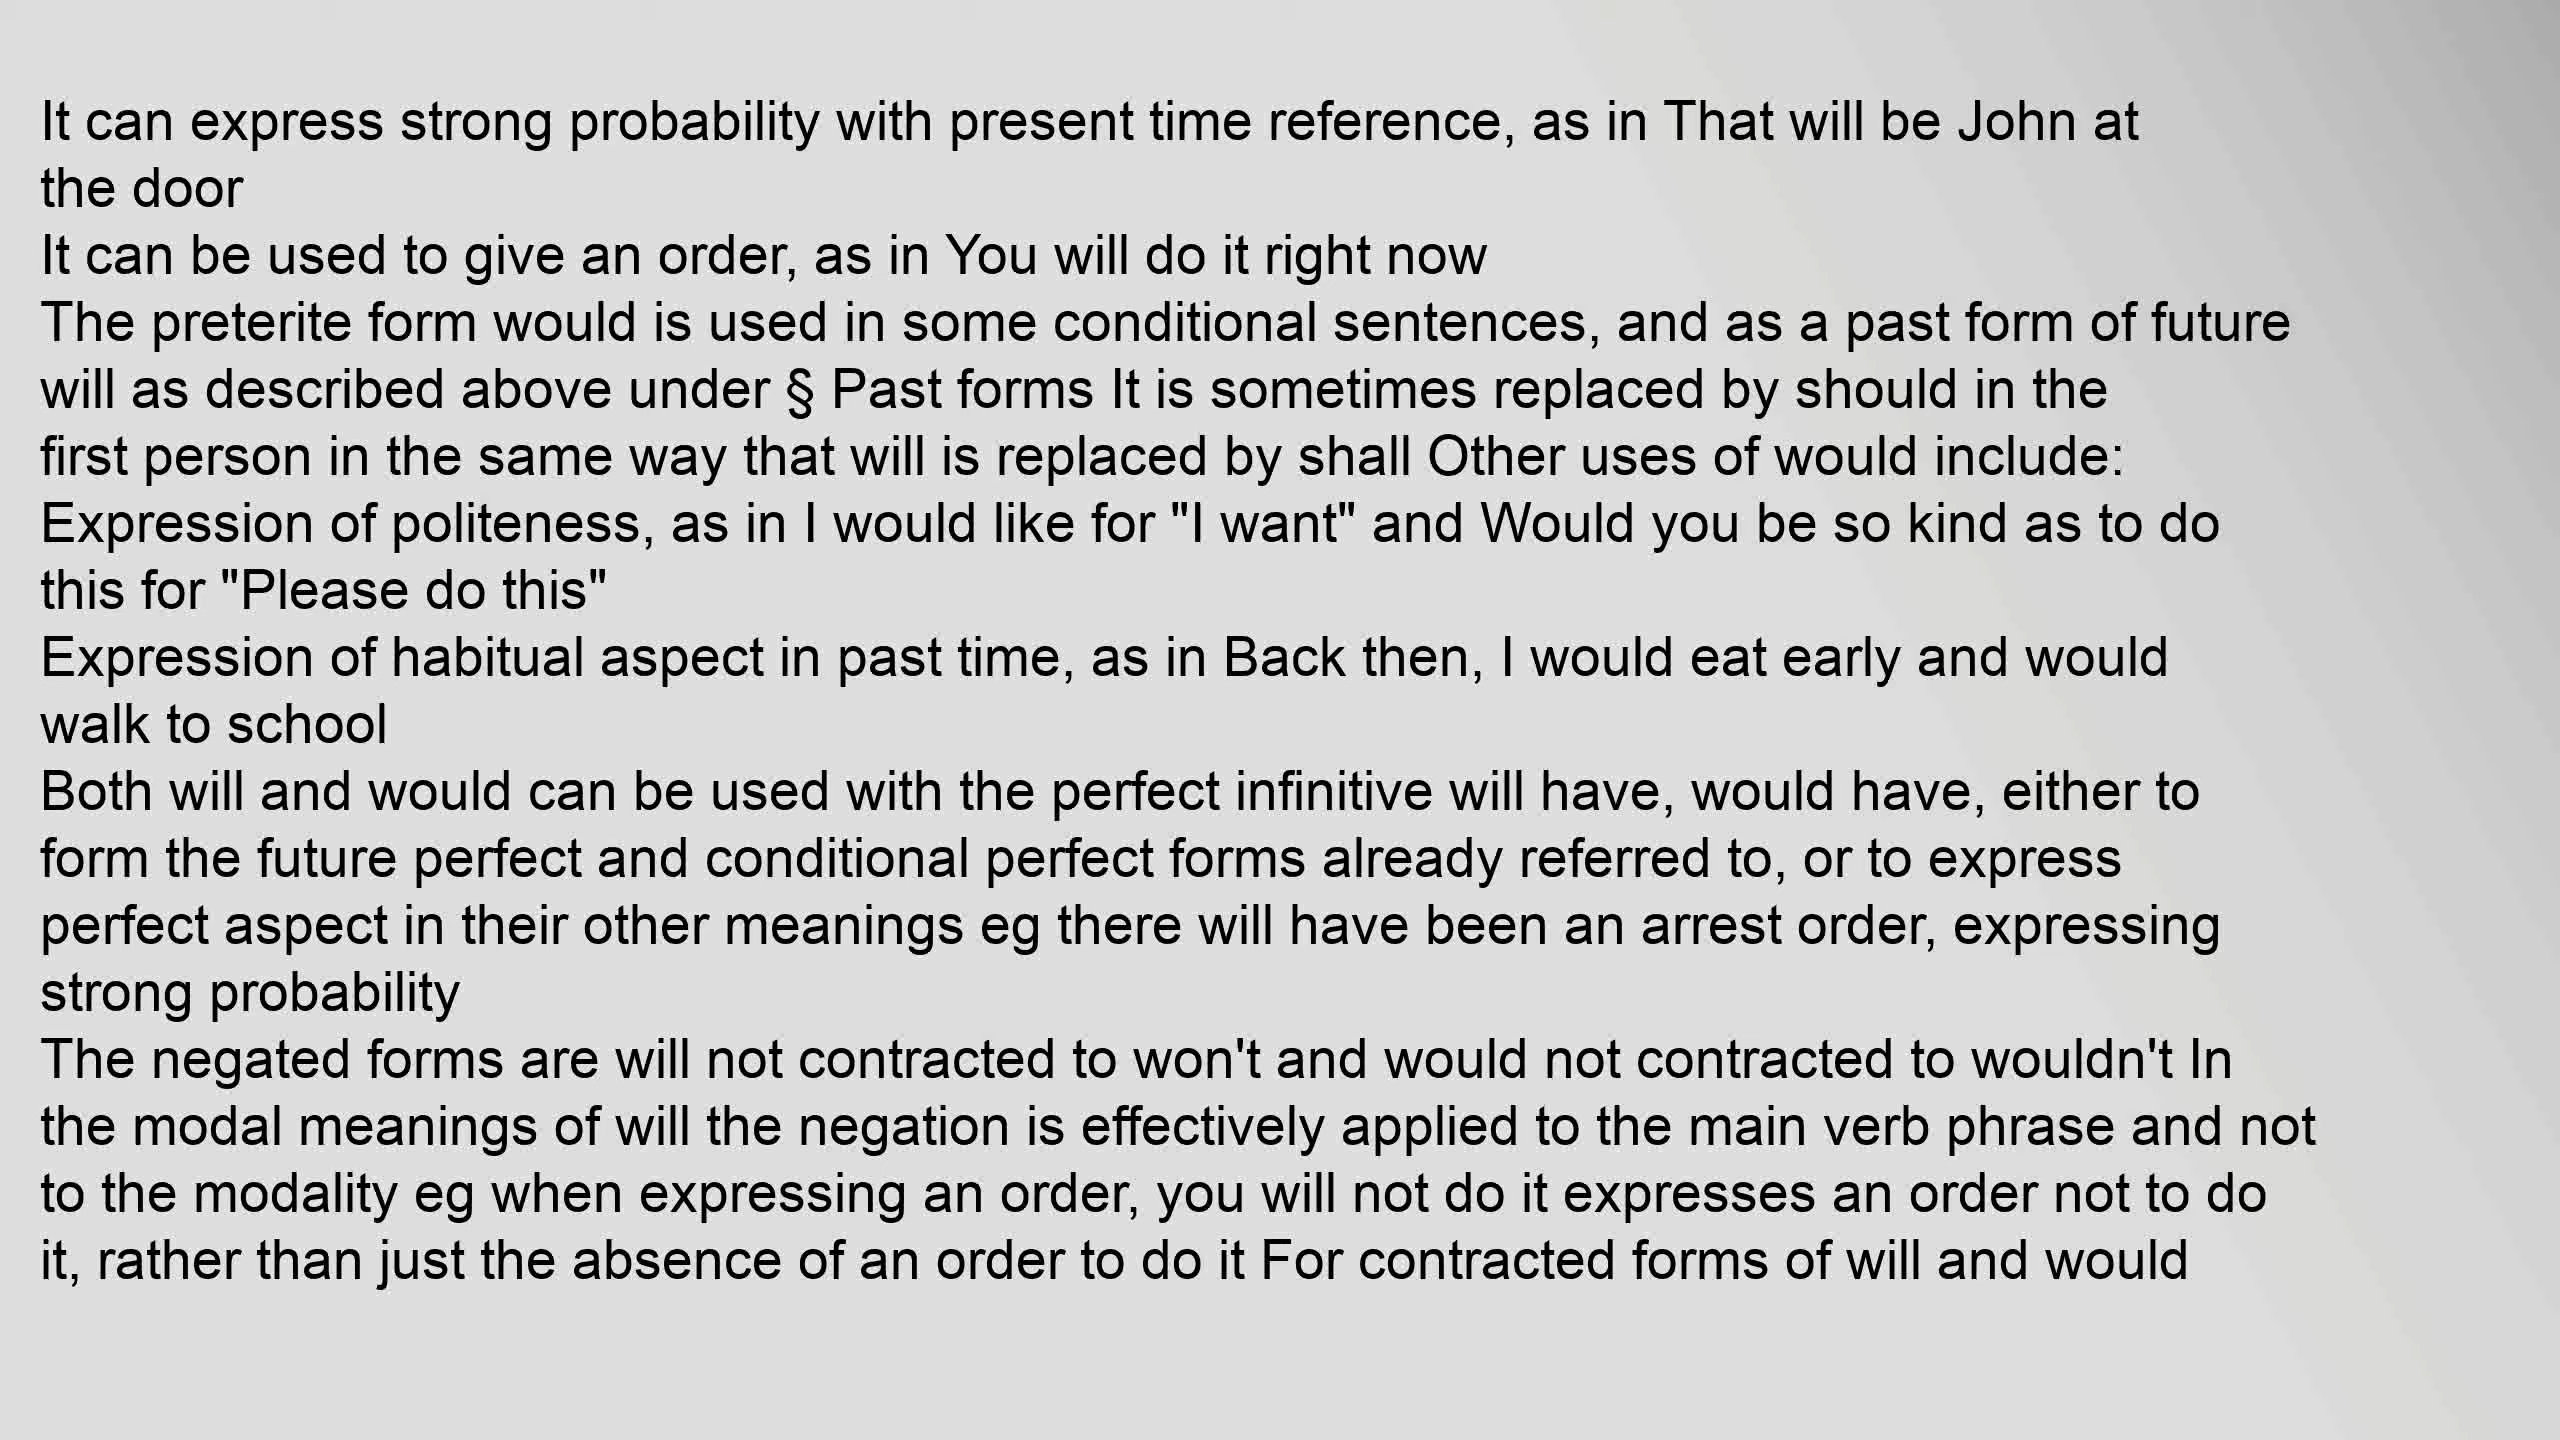 It can express strong probability with present time reference, as in That will be John at
the door
It can be used to give an order, as in You will do it right now
The preterite form would is used in some conditional sentences, and as a past form of future
will as described above under § Past forms It is sometimes replaced by should in the
first person in the same way that will is replaced by shall Other uses of would include:
Expression of politeness, as in I would like for "I want" and Would you be so kind as to do
this for "Please do this"
Expression of habitual aspect in past time, as in Back then, I would eat early and would
walk to school
Both will and would can be used with the perfect infinitive will have, would have, either to
form the future perfect and conditional perfect forms already referred to, or to express
perfect aspect in their other meanings eg there will have been an arrest order, expressing
strong probability
The negated forms are will not contracted to won't and would not contracted to wouldn't In
the modal meanings of will the negation is effectively applied to the main verb phrase and not
to the modality eg when expressing an order, you will not do it expresses an order not to do
it, rather than just the absence of an order to do it For contracted forms of will and would